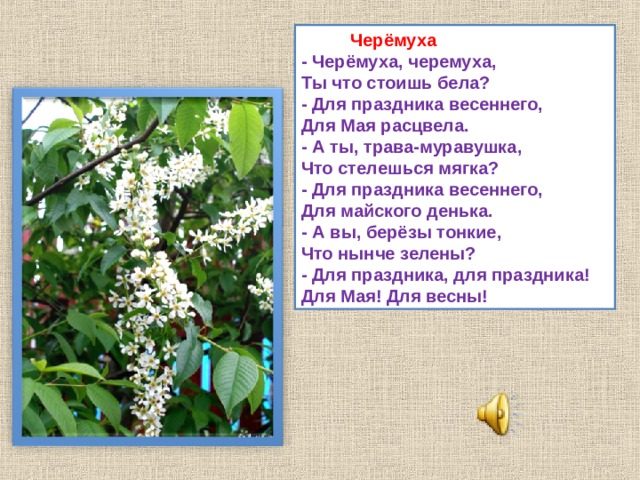 Черёмуха
- Черёмуха, черемуха,
Ты что стоишь бела?
- Для праздника весеннего,
Для Мая расцвела.
- А ты, трава-муравушка,
Что стелешься мягка?
- Для праздника весеннего,
Для майского денька.
- А вы, берёзы тонкие,
Что нынче зелены?
- Для праздника, для праздника!
Для Мая! Для весны!